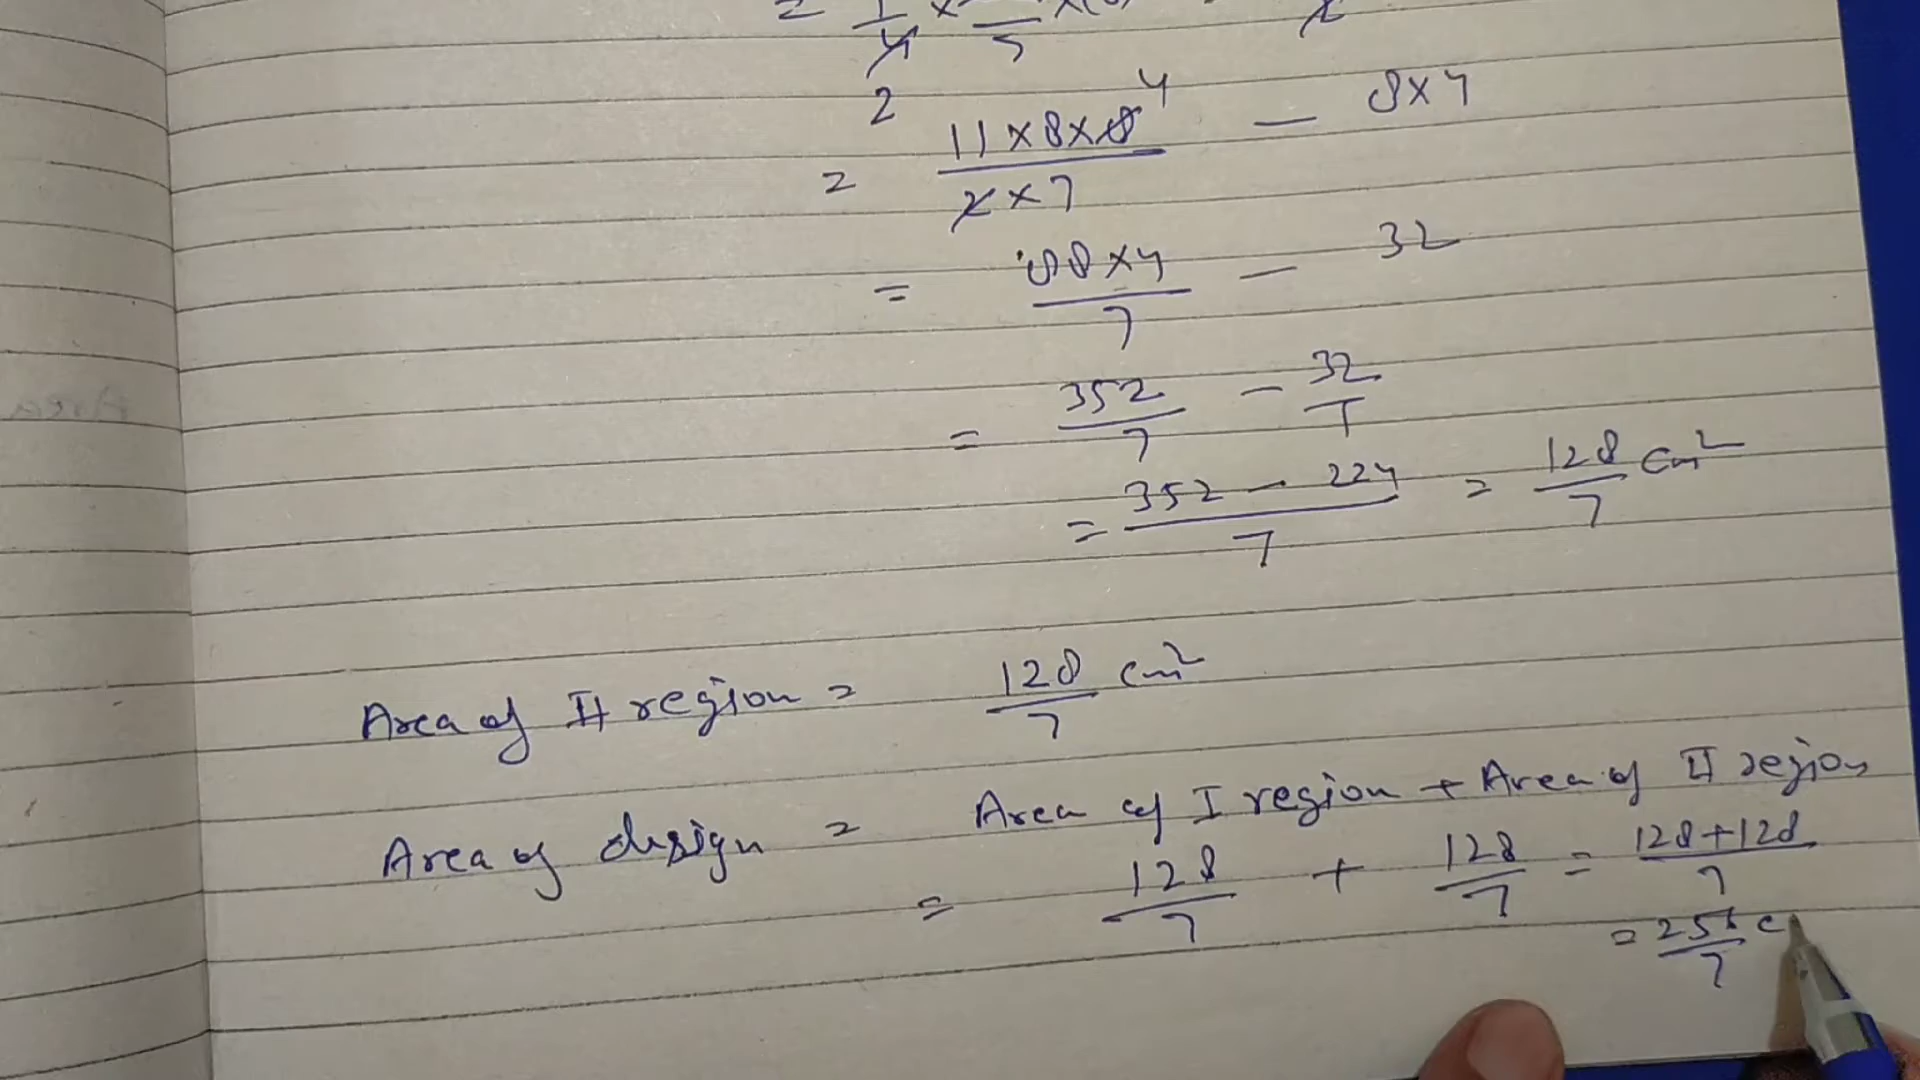 = 11×8×8 4 / 2×7 — 8×4
= 88×4 / 7 — 32
= 352/7 − 32/1
= 352 − 224 / 7 = 128/7 cm²
Area of II region = 128/7 cm²
Area of design = Area of I region + Area of II region
= 128/7 + 128/7 = 128+128 / 7
= 256/7 c